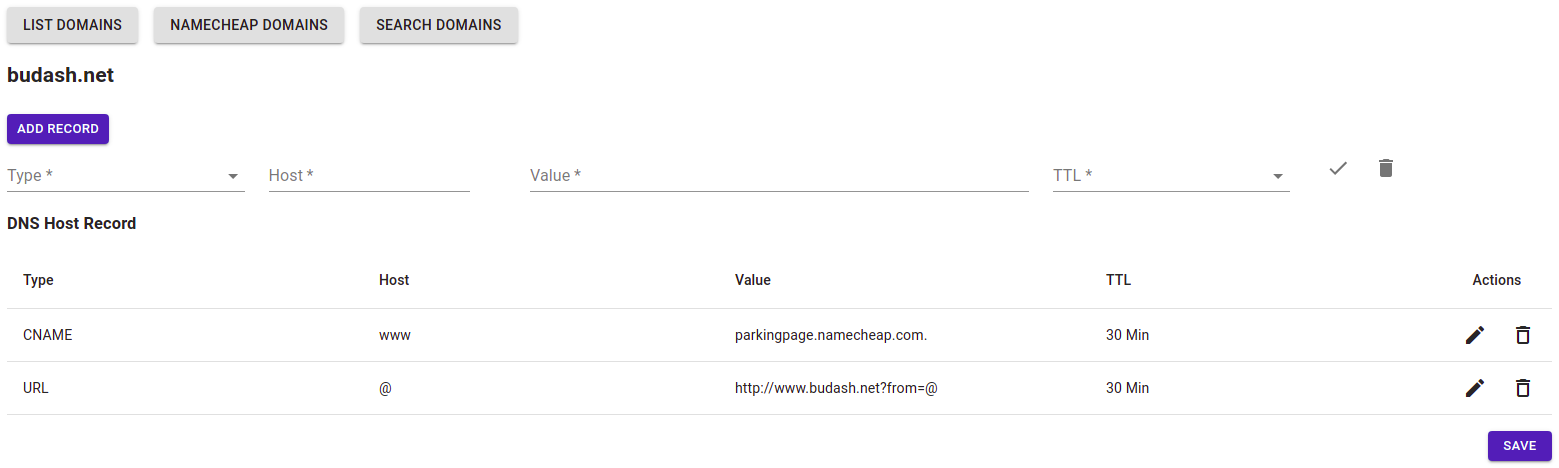 LIST DOMAINS NAMECHEAP DOMAINS SEARCH DOMAINS
budash.net
ADD RECORD
Type * Host * Value * TTL *
DNS Host Record
Type Host Value TTL Actions
CNAME www parkingpage.namecheap.com. 30 Min
URL @ http://www.budash.net?from=@ 30 Min
SAVE